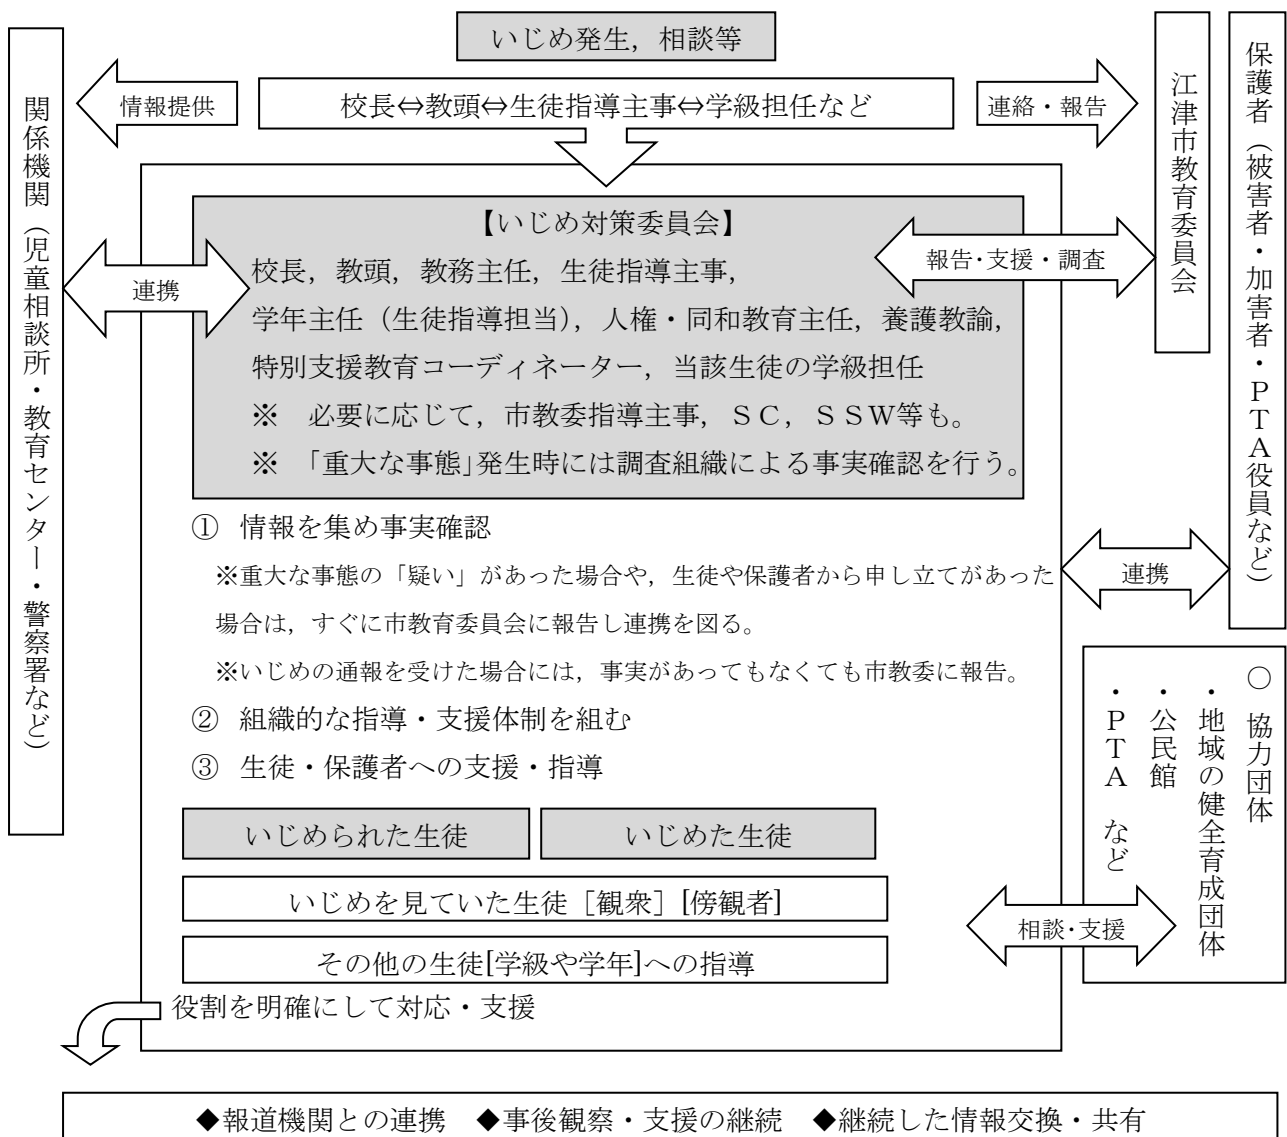 いじめ発生，相談等
校長⇔教頭⇔生徒指導主事⇔学級担任など
情報提供
連絡・報告
関係機関（児童相談所・教育センター・警察署など）
江津市教育委員会
保護者（被害者・加害者・ＰＴＡ役員など）
【いじめ対策委員会】
校長，教頭，教務主任，生徒指導主事，
学年主任（生徒指導担当），人権・同和教育主任，養護教諭，
特別支援教育コーディネーター，当該生徒の学級担任
※　必要に応じて，市教委指導主事，ＳＣ，ＳＳＷ等も。
※　「重大な事態」発生時には調査組織による事実確認を行う。
連携
報告・支援・調査
①　情報を集め事実確認
※重大な事態の「疑い」があった場合や，生徒や保護者から申し立てがあった
場合は，すぐに市教育委員会に報告し連携を図る。
※いじめの通報を受けた場合には，事実があってもなくても市教委に報告。
連携
②　組織的な指導・支援体制を組む
③　生徒・保護者への支援・指導
○　協力団体
・地域の健全育成団体
・公民館
・ＰＴＡ　など
いじめられた生徒
いじめた生徒
いじめを見ていた生徒［観衆］[傍観者]
その他の生徒[学級や学年]への指導
相談・支援
役割を明確にして対応・支援
◆報道機関との連携　◆事後観察・支援の継続　◆継続した情報交換・共有